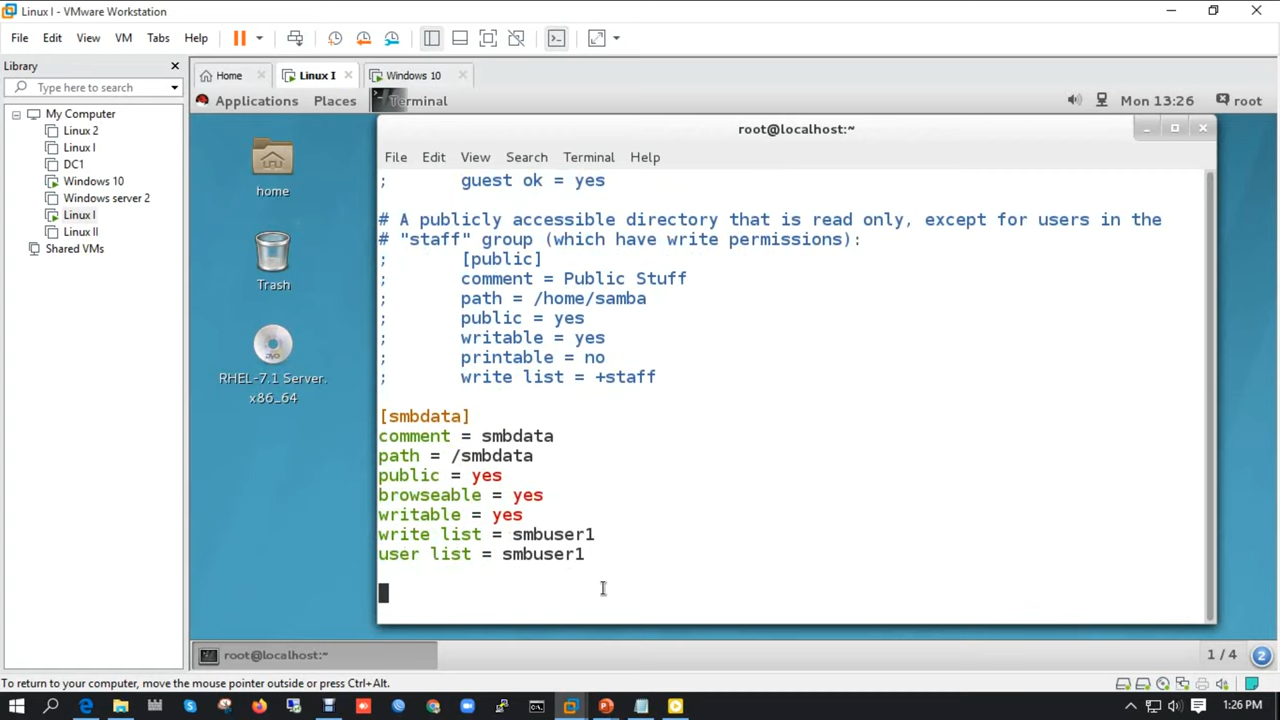 Linux I - VMware Workstation
File Edit View VM Tabs Help
Library
Type here to search
My Computer
Linux 2
Linux I
DC1
Windows 10
Windows server 2
Linux I
Linux II
Shared VMs
Home Linux I Windows 10
Applications Places Terminal Mon 13:26 root
home
Trash
RHEL-7.1 Server.
x86_64
root@localhost:~
File Edit View Search Terminal Help
; guest ok = yes
# A publicly accessible directory that is read only, except for users in the
# "staff" group (which have write permissions):
; [public]
; comment = Public Stuff
; path = /home/samba
; public = yes
; writable = yes
; printable = no
; write list = +staff
[smbdata]
comment = smbdata
path = /smbdata
public = yes
browseable = yes
writable = yes
write list = smbuser1
user list = smbuser1
root@localhost:~ 1 / 4 2
To return to your computer, move the mouse pointer outside or press Ctrl+Alt.
1:26 PM